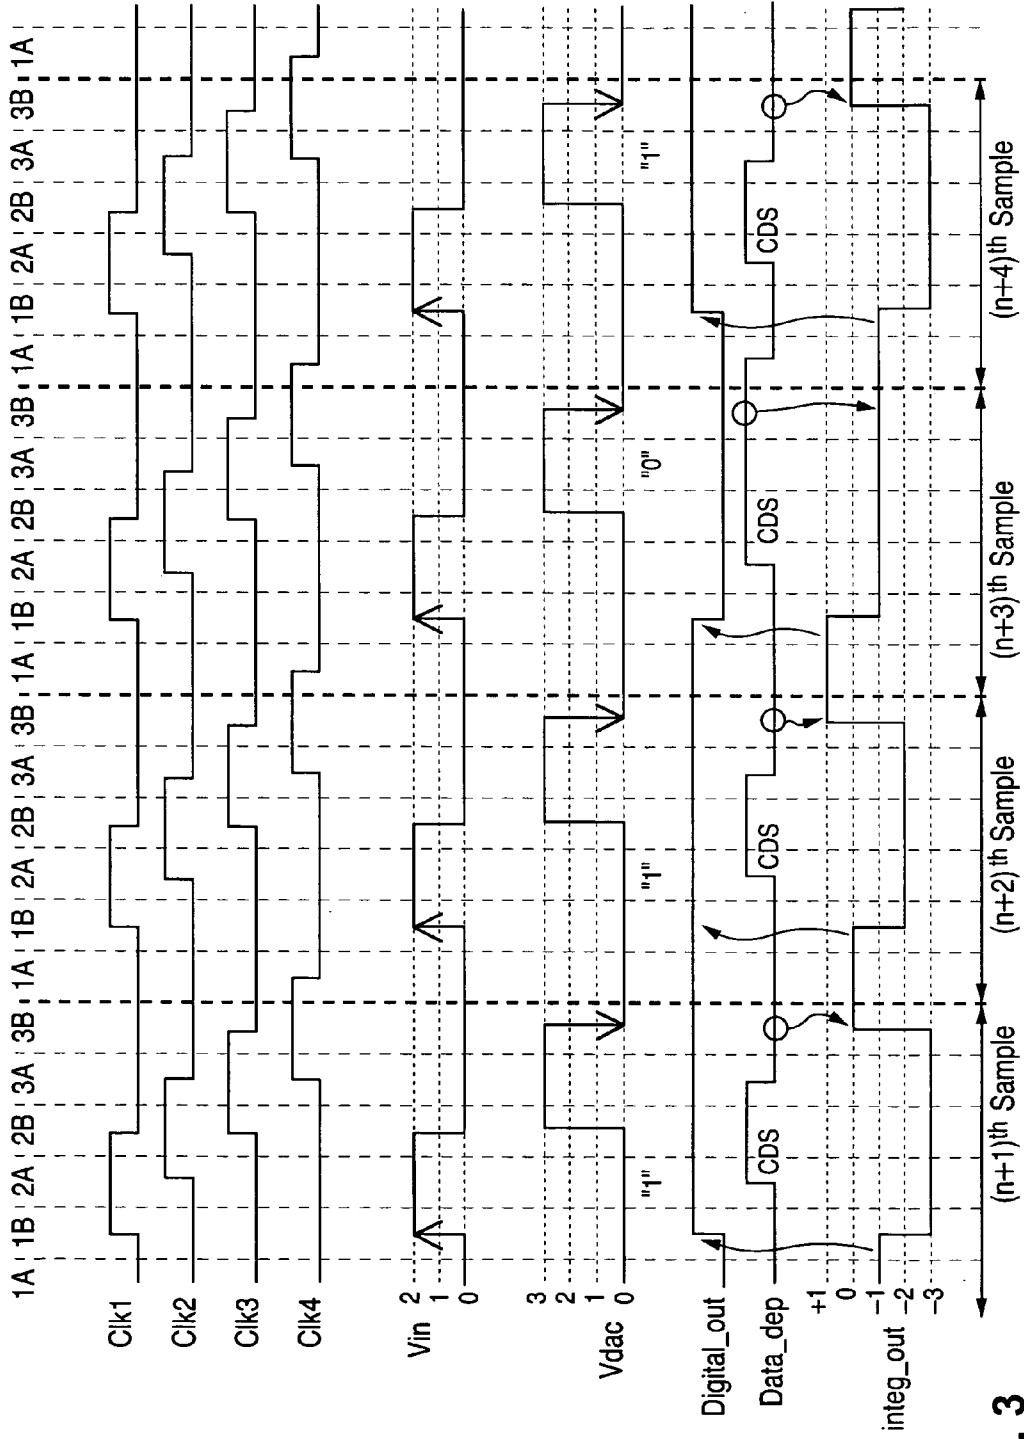 1A 1B 2A 2B 3A 3B 1A 1B 2A 2B 3A 3B 1A 1B 2A 2B 3A 3B 1A 1B 2A 2B 3A 3B 1A
Clk1
Clk2
Clk3
Clk4
Vin
2
1
0
Vdac
3
2
1
0
"1"
"1"
"0"
"1"
Digital_out
Data_dep
CDS
CDS
CDS
CDS
integ_out
+1
0
-1
-2
-3
(n+1)th Sample
(n+2)th Sample
(n+3)th Sample
(n+4)th Sample
. 3